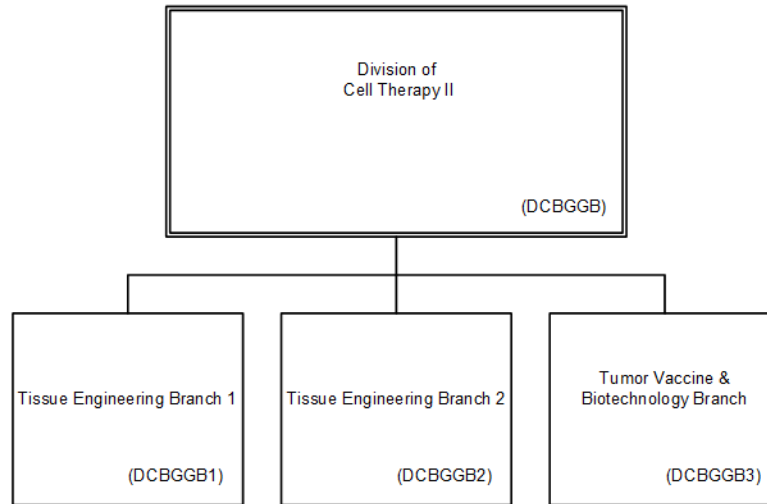 Division of
Cell Therapy II
(DCBGGB)
Tissue Engineering Branch 1
(DCBGGB1)
Tissue Engineering Branch 2
(DCBGGB2)
Tumor Vaccine &
Biotechnology Branch
(DCBGGB3)